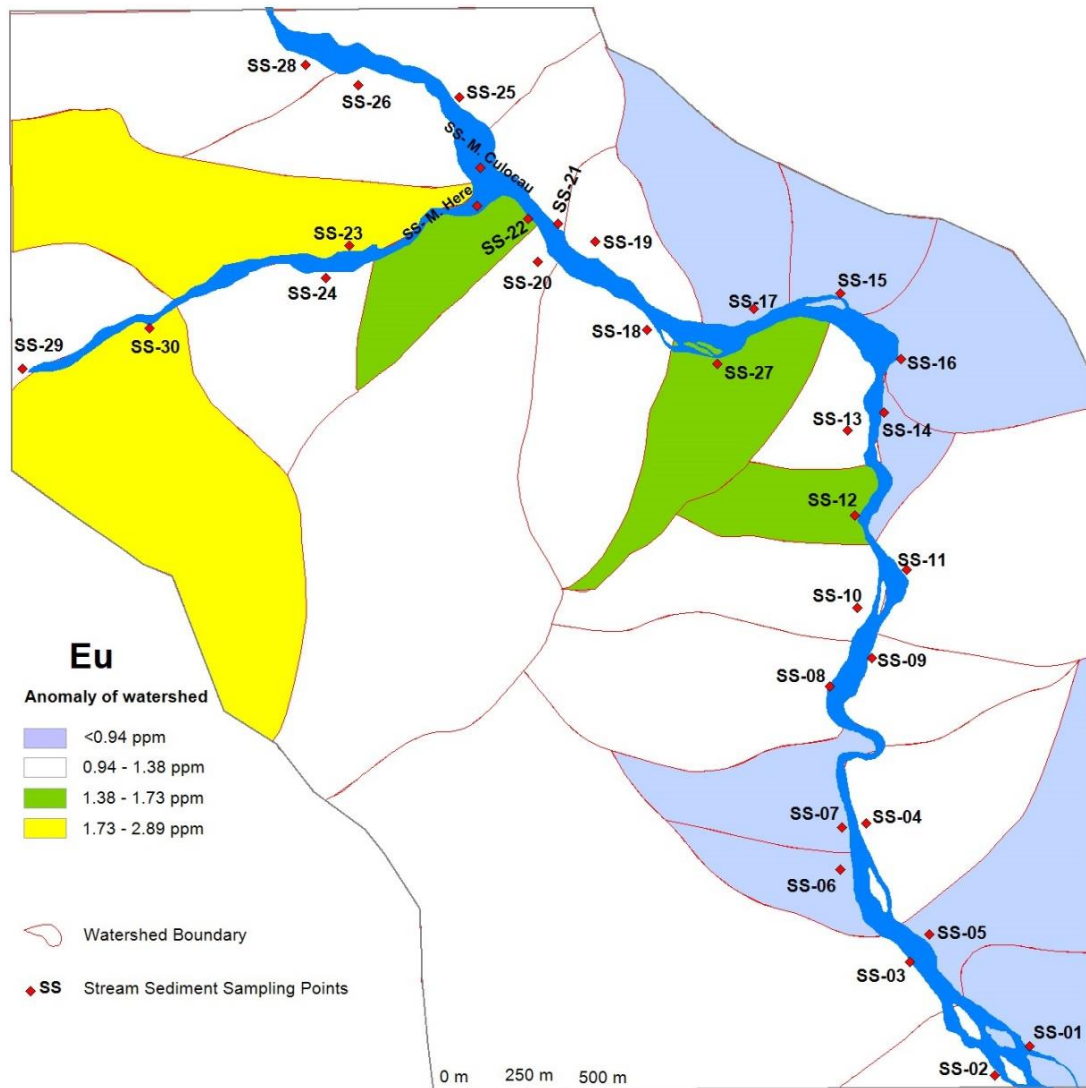 SS-28
SS-26
SS-25
SS- M. Culocau
SS-21
SS- M. Here
SS-22
SS-19
SS-23
SS-20
SS-24
SS-15
SS-17
SS-18
SS-30
SS-29
SS-16
SS-27
SS-14
SS-13
SS-12
SS-11
SS-10
SS-09
SS-08
Eu
Anomaly of watershed
<0.94 ppm
0.94 - 1.38 ppm
1.38 - 1.73 ppm
1.73 - 2.89 ppm
SS-07
SS-04
SS-06
SS-05
SS-03
Watershed Boundary
SS Stream Sediment Sampling Points
SS-01
SS-02
0 m 250 m 500 m